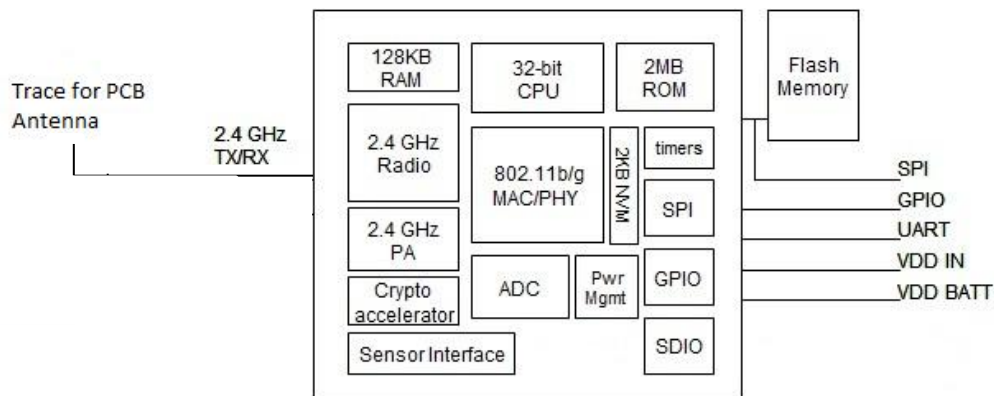 Trace for PCB
Antenna
2.4 GHz
TX/RX
128KB
RAM
32-bit
CPU
2MB
ROM
Flash
Memory
2.4 GHz
Radio
802.11b/g
MAC/PHY
2KB NVM
timers
SPI
2.4 GHz
PA
Crypto
accelerator
ADC
Pwr
Mgmt
GPIO
SDIO
Sensor Interface
SPI
GPIO
UART
VDD IN
VDD BATT